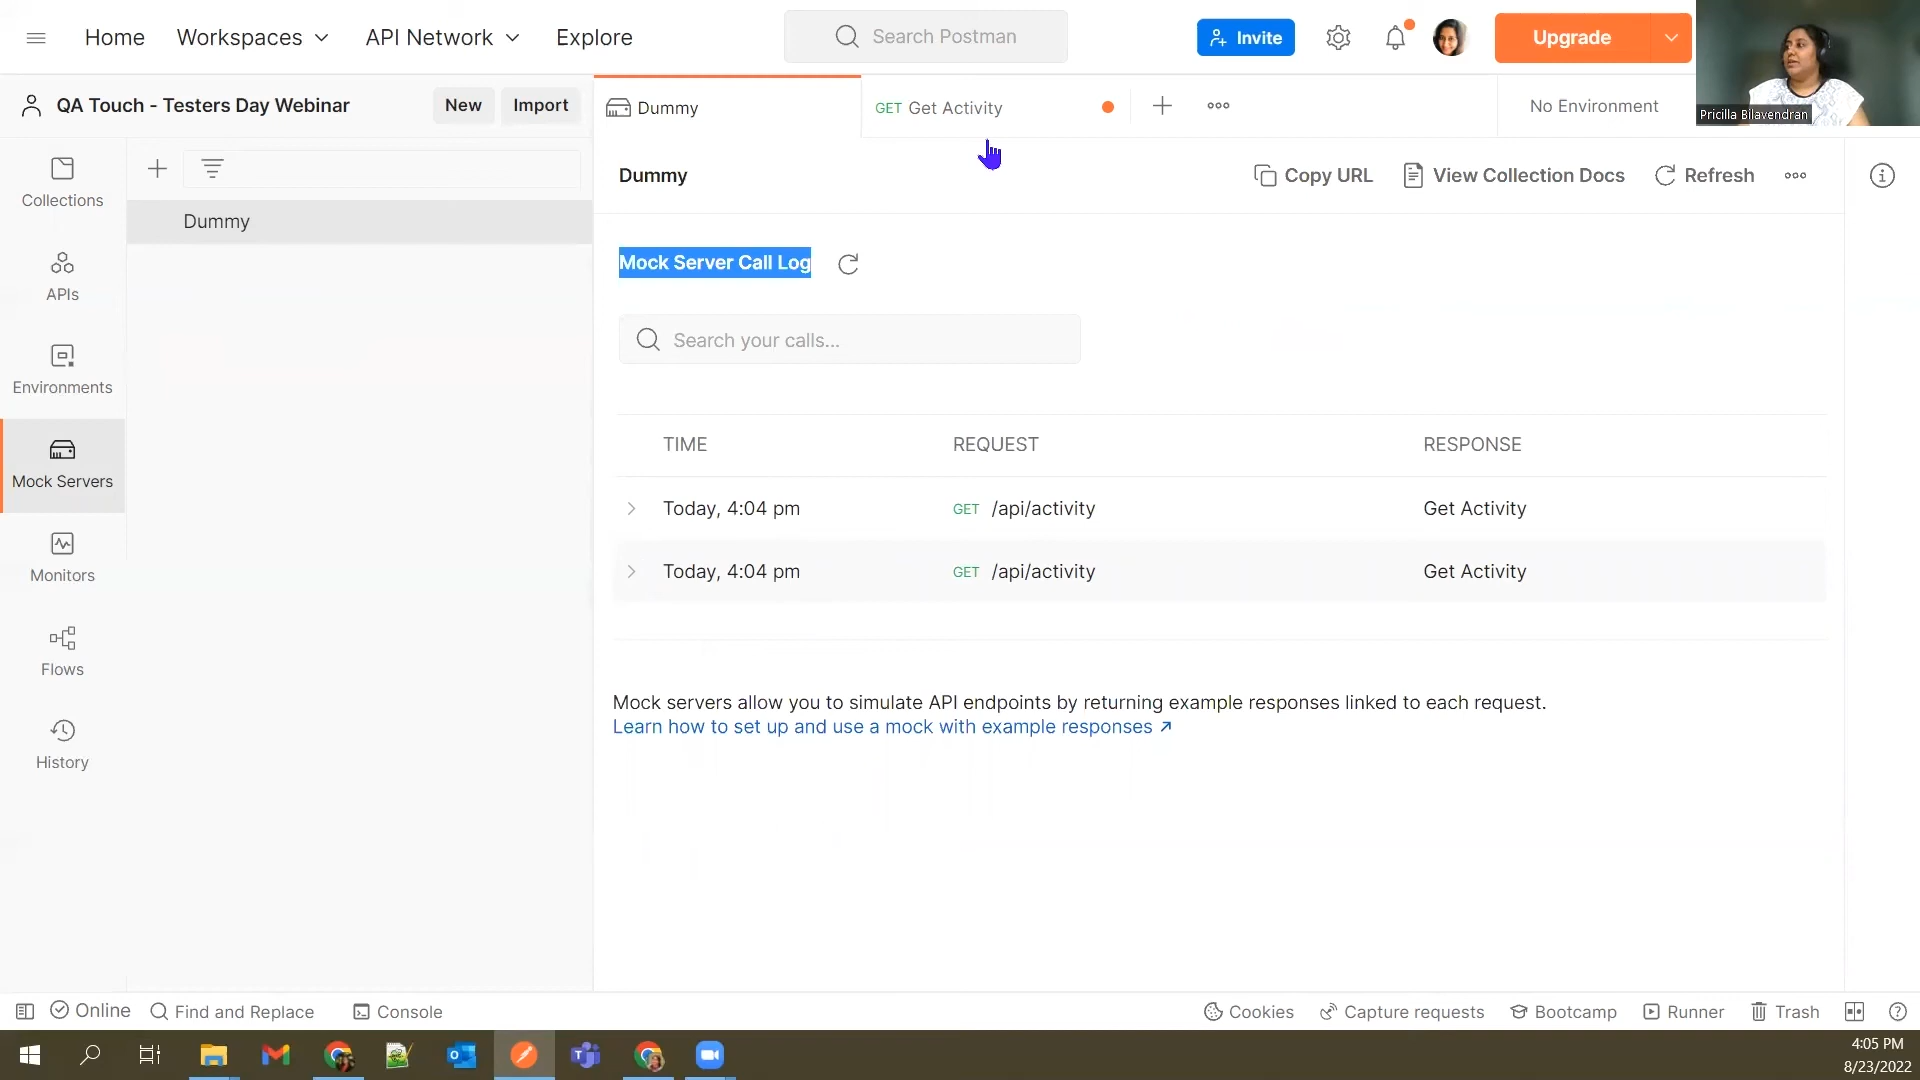 Home
Workspaces
API Network
Explore
Search Postman
Invite
Upgrade
Pricilla Bilavendran
QA Touch - Testers Day Webinar
New
Import
Dummy
GET Get Activity
No Environment
Collections
APIs
Environments
Mock Servers
Monitors
Flows
History
Dummy
Dummy
Copy URL
View Collection Docs
Refresh
Mock Server Call Log
Search your calls...
TIME REQUEST RESPONSE
Today, 4:04 pm GET /api/activity Get Activity
Today, 4:04 pm GET /api/activity Get Activity
Mock servers allow you to simulate API endpoints by returning example responses linked to each request.
Learn how to set up and use a mock with example responses
Online
Find and Replace
Console
Cookies
Capture requests
Bootcamp
Runner
Trash
4:05 PM
8/23/2022